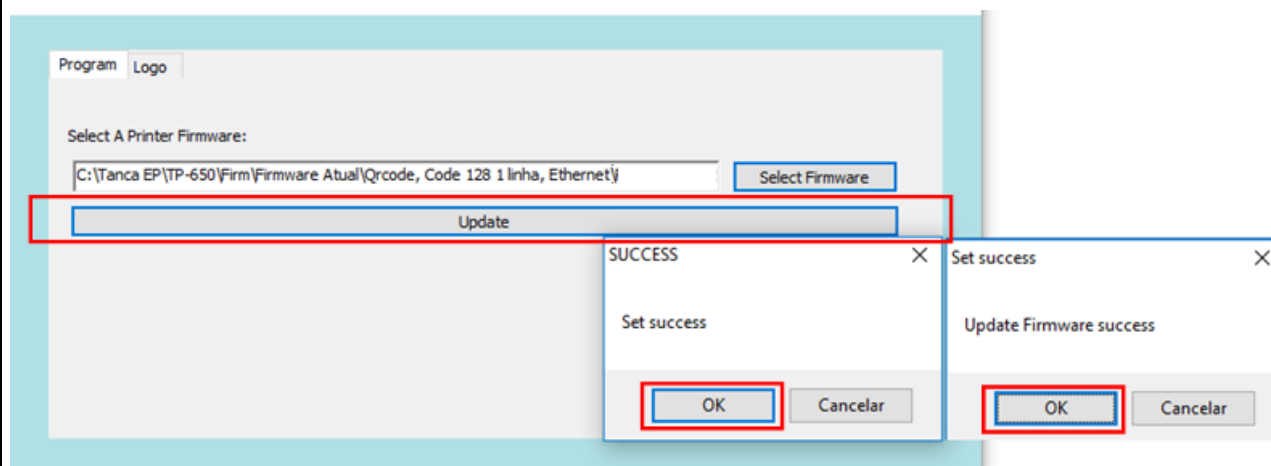 Program Logo
Select A Printer Firmware:
C:\Tanca EP\TP-650\Firm\Firmware Atual\Qrcode, Code 128 1 linha, Ethernet\
Select Firmware
Update
SUCCESS
Set success
OK Cancelar
Set success
Update Firmware success
OK Cancelar